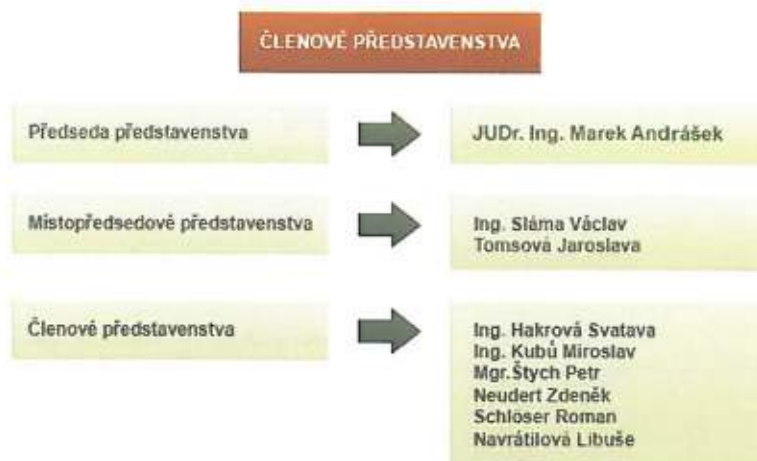 ČLENOVÉ PŘEDSTAVENSTVA
Předseda představenstva
JUDr. Ing. Marek Andrášek
Místopředsedové představenstva
Ing. Sláma Václav
Tomsová Jaroslava
Členové představenstva
Ing. Hakrová Svatava
Ing. Kubů Miroslav
Mgr.Štych Petr
Neudert Zdeněk
Schlöser Roman
Navrátilová Libuše